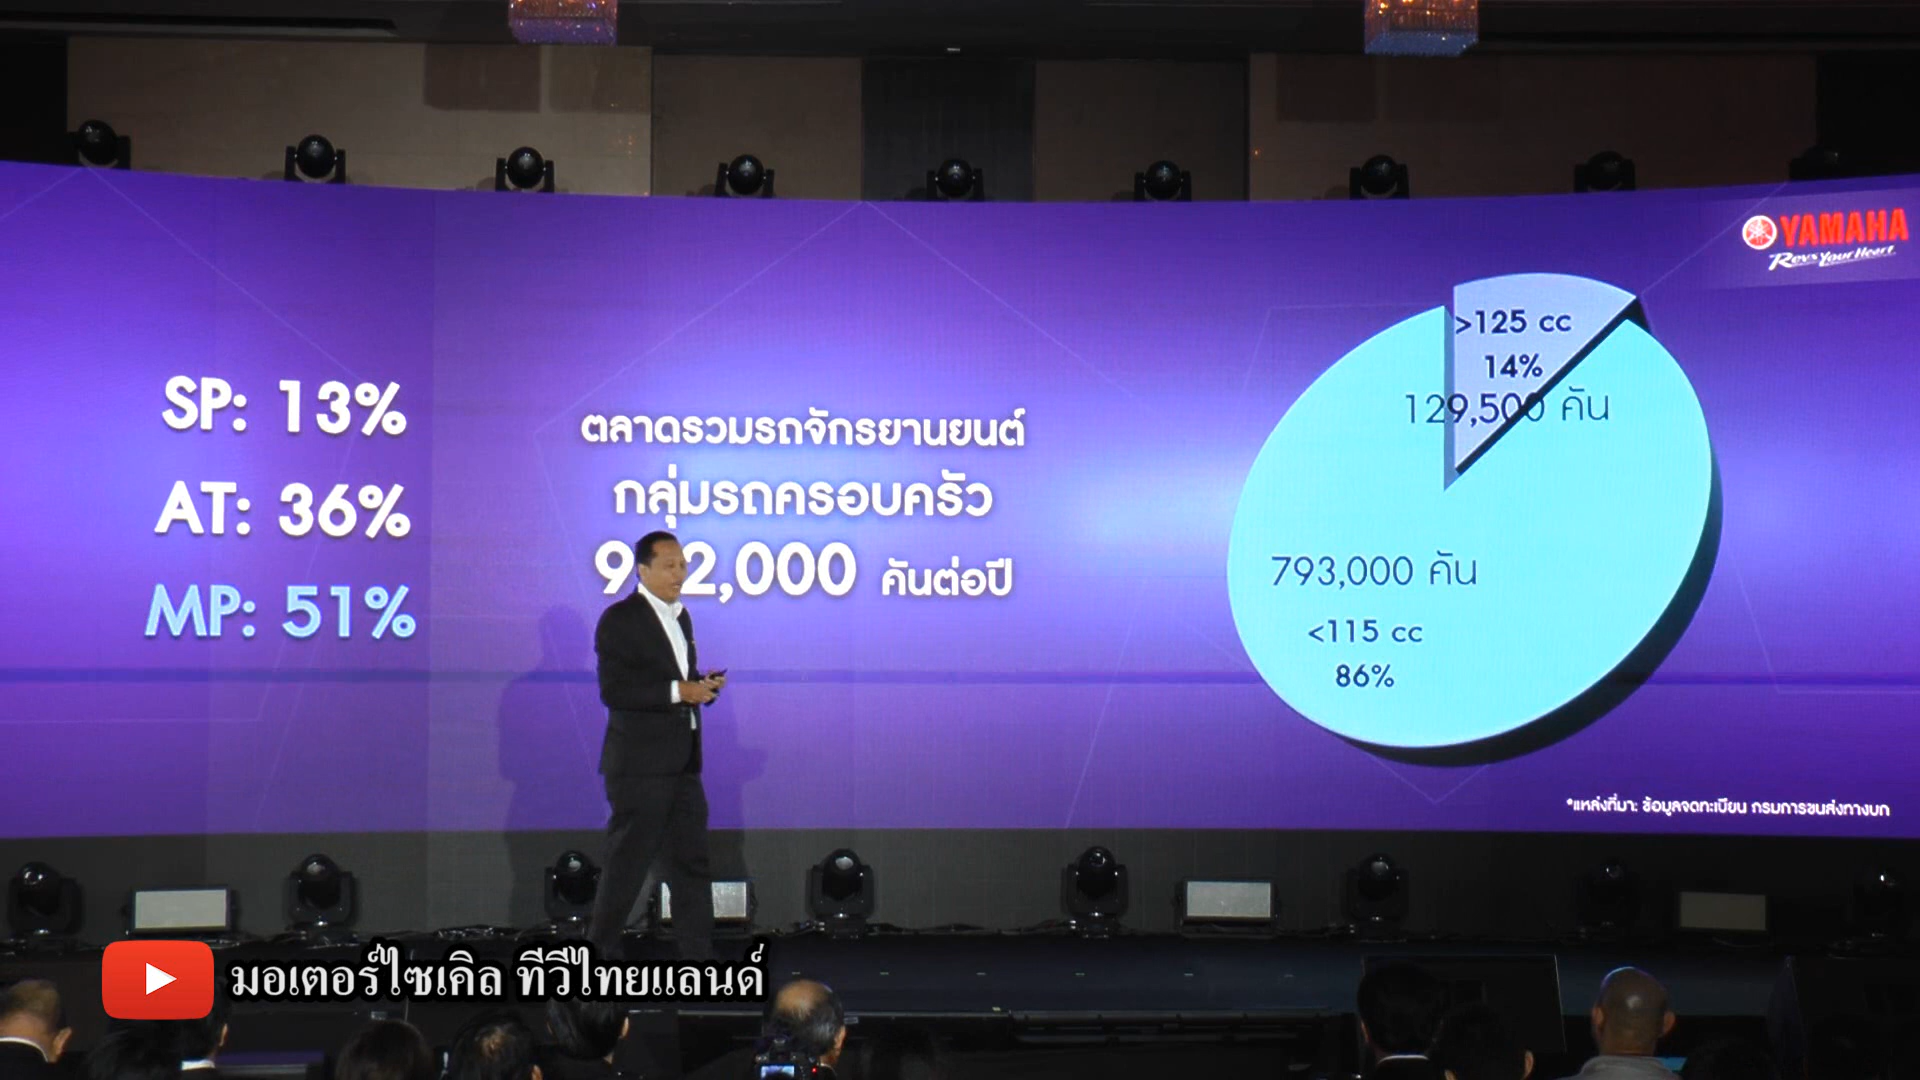 YAMAHA
Revs Your Heart
SP: 13%
AT: 36%
MP: 51%
ตลาดรวมรถจักรยานยนต์
กลุ่มรถครอบครัว
คันต่อปี
>125 cc
14%
129,500 คัน
793,000 คัน
<115 cc
86%
*แหล่งที่มา: ข้อมูลจดทะเบียน กรมการขนส่งทางบก
มอเตอร์ไซเคิล ทีวีไทยแลนด์